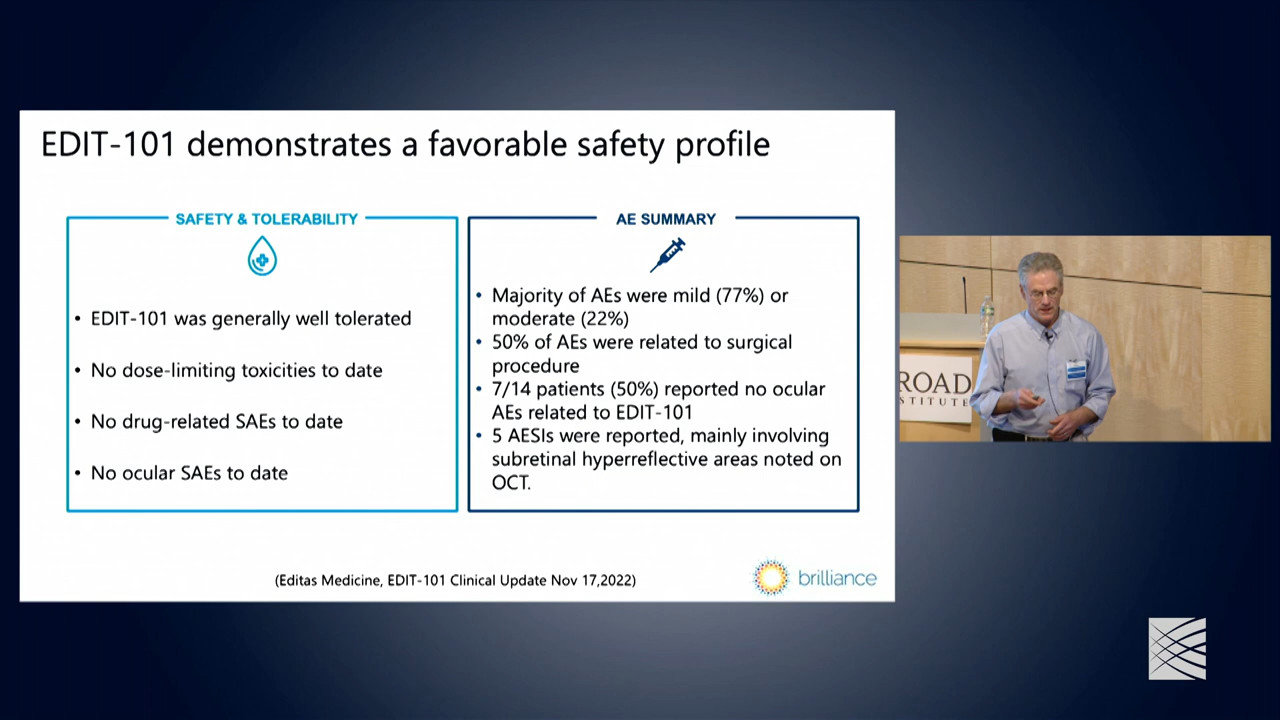 EDIT-101 demonstrates a favorable safety profile
SAFETY & TOLERABILITY
• EDIT-101 was generally well tolerated
• No dose-limiting toxicities to date
• No drug-related SAEs to date
• No ocular SAEs to date
AE SUMMARY
• Majority of AEs were mild (77%) or
moderate (22%)
• 50% of AEs were related to surgical
procedure
• 7/14 patients (50%) reported no ocular
AEs related to EDIT-101
• 5 AESIs were reported, mainly involving
subretinal hyperreflective areas noted on
OCT.
(Editas Medicine, EDIT-101 Clinical Update Nov 17,2022)
brilliance
ROAD
STITUTE